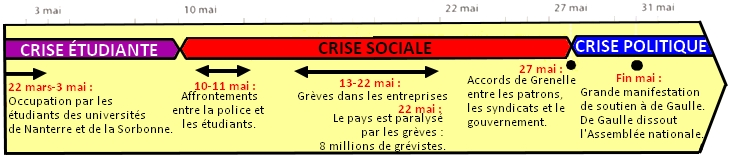 3 mai 10 mai 22 mai 27 mai 31 mai
CRISE ÉTUDIANTE CRISE SOCIALE CRISE POLITIQUE
22 mars-3 mai :
Occupation par les
étudiants des universités
de Nanterre et de la Sorbonne.
10-11 mai :
Affrontements
entre la police et
les étudiants.
13-22 mai :
Grèves dans les entreprises
22 mai :
Le pays est paralysé
par les grèves :
8 millions de grévistes.
27 mai :
Accords de Grenelle
entre les patrons,
les syndicats et le
gouvernement.
Fin mai :
Grande manifestation
de soutien à de Gaulle.
De Gaulle dissout
l'Assemblée nationale.